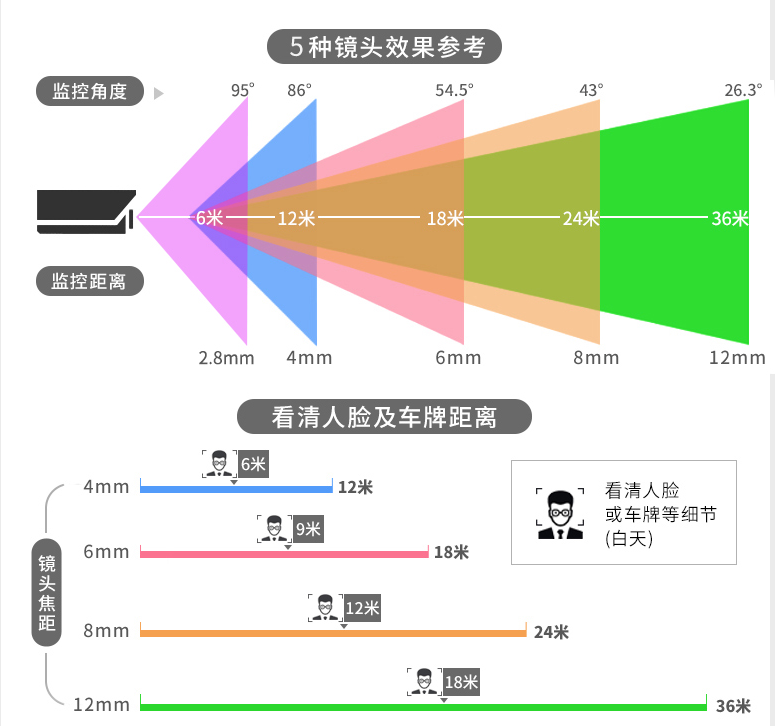 5种镜头效果参考
监控角度
95° 86° 54.5° 43° 26.3°
6米 12米 18米 24米 36米
监控距离
2.8mm 4mm 6mm 8mm 12mm
看清人脸及车牌距离
6米
4mm 12米
9米
6mm 18米
12米
8mm 24米
18米
12mm 36米
镜头焦距
看清人脸
或车牌等细节
(白天)